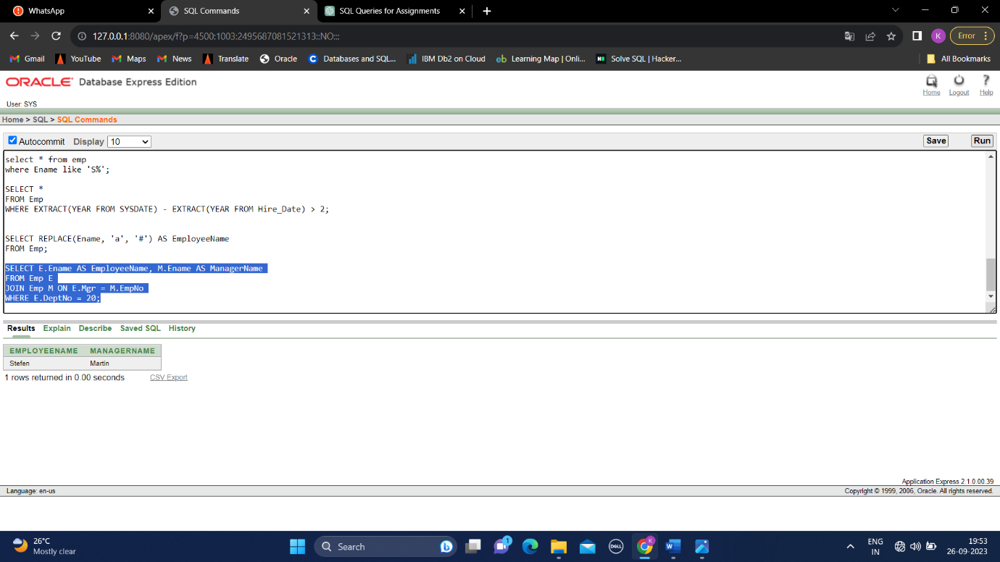 WhatsApp
SQL Commands
SQL Queries for Assignments
127.0.0.1:8080/apex/f?p=4500:1003:2495687081521313::NO:::
K
Error
Gmail
YouTube
Maps
News
Translate
Oracle
Databases and SQL...
IBM Db2 on Cloud
Learning Map | Onli...
Solve SQL | Hacker...
All Bookmarks
ORACLE Database Express Edition
Home
Logout
Help
User: SYS
Home > SQL > SQL Commands
Autocommit Display 10
Save
Run
select * from emp
where Ename like 'S%';
SELECT *
FROM Emp
WHERE EXTRACT(YEAR FROM SYSDATE) - EXTRACT(YEAR FROM Hire_Date) > 2;
SELECT REPLACE(Ename, 'a', '#') AS EmployeeName
FROM Emp;
SELECT E.Ename AS EmployeeName, M.Ename AS ManagerName
FROM Emp E
JOIN Emp M ON E.Mgr = M.EmpNo
WHERE E.DeptNo = 20;
Results Explain Describe Saved SQL History
EMPLOYEENAME MANAGERNAME
Stefen Martin
1 rows returned in 0.00 seconds CSV Export
Application Express 2.1.0.00.39
Language: en-us
Copyright © 1999, 2006, Oracle. All rights reserved.
26°C
Mostly clear
Search
1
DELL
K
W
ENG
IN
19:53
26-09-2023